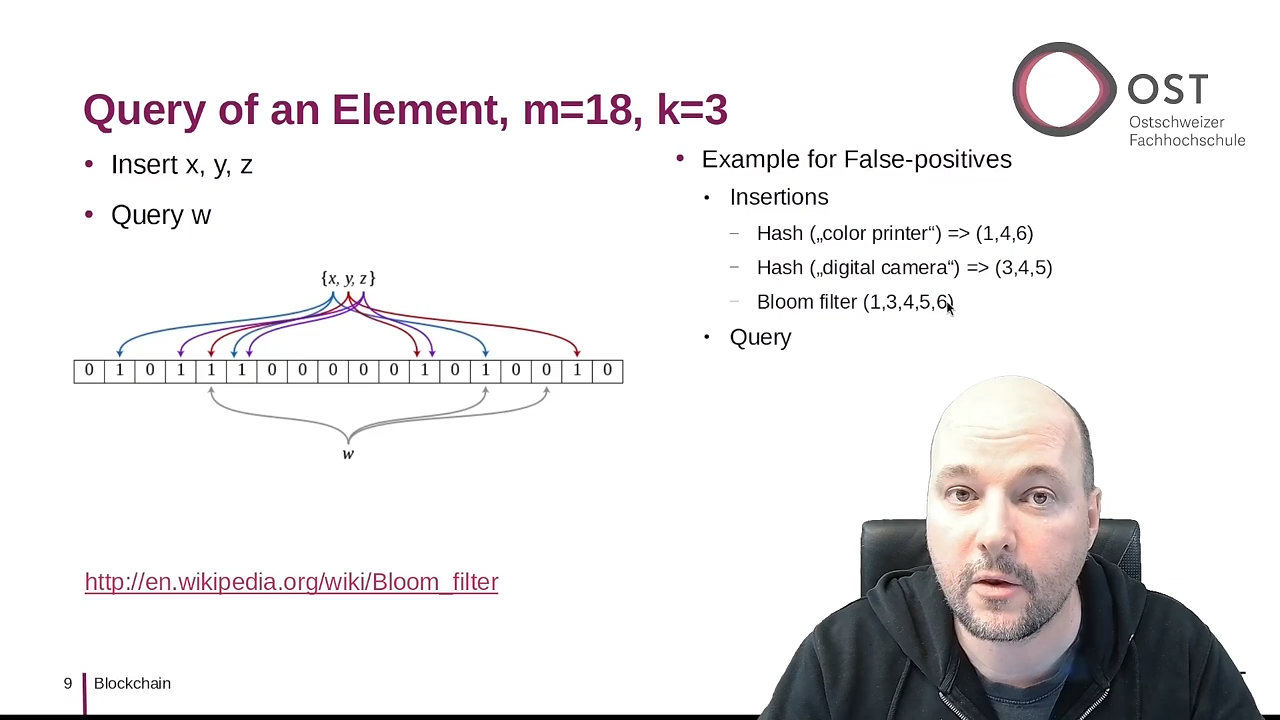 Query of an Element, m=18, k=3
OST
Ostschweizer
Fachhochschule
• Insert x, y, z
• Query w
{x, y, z}
0 1 0 1 1 1 0 0 0 0 0 1 0 1 0 0 1 0
w
http://en.wikipedia.org/wiki/Bloom_filter
• Example for False-positives
• Insertions
– Hash („color printer“) => (1,4,6)
– Hash („digital camera“) => (3,4,5)
– Bloom filter (1,3,4,5,6)
• Query
9 Blockchain